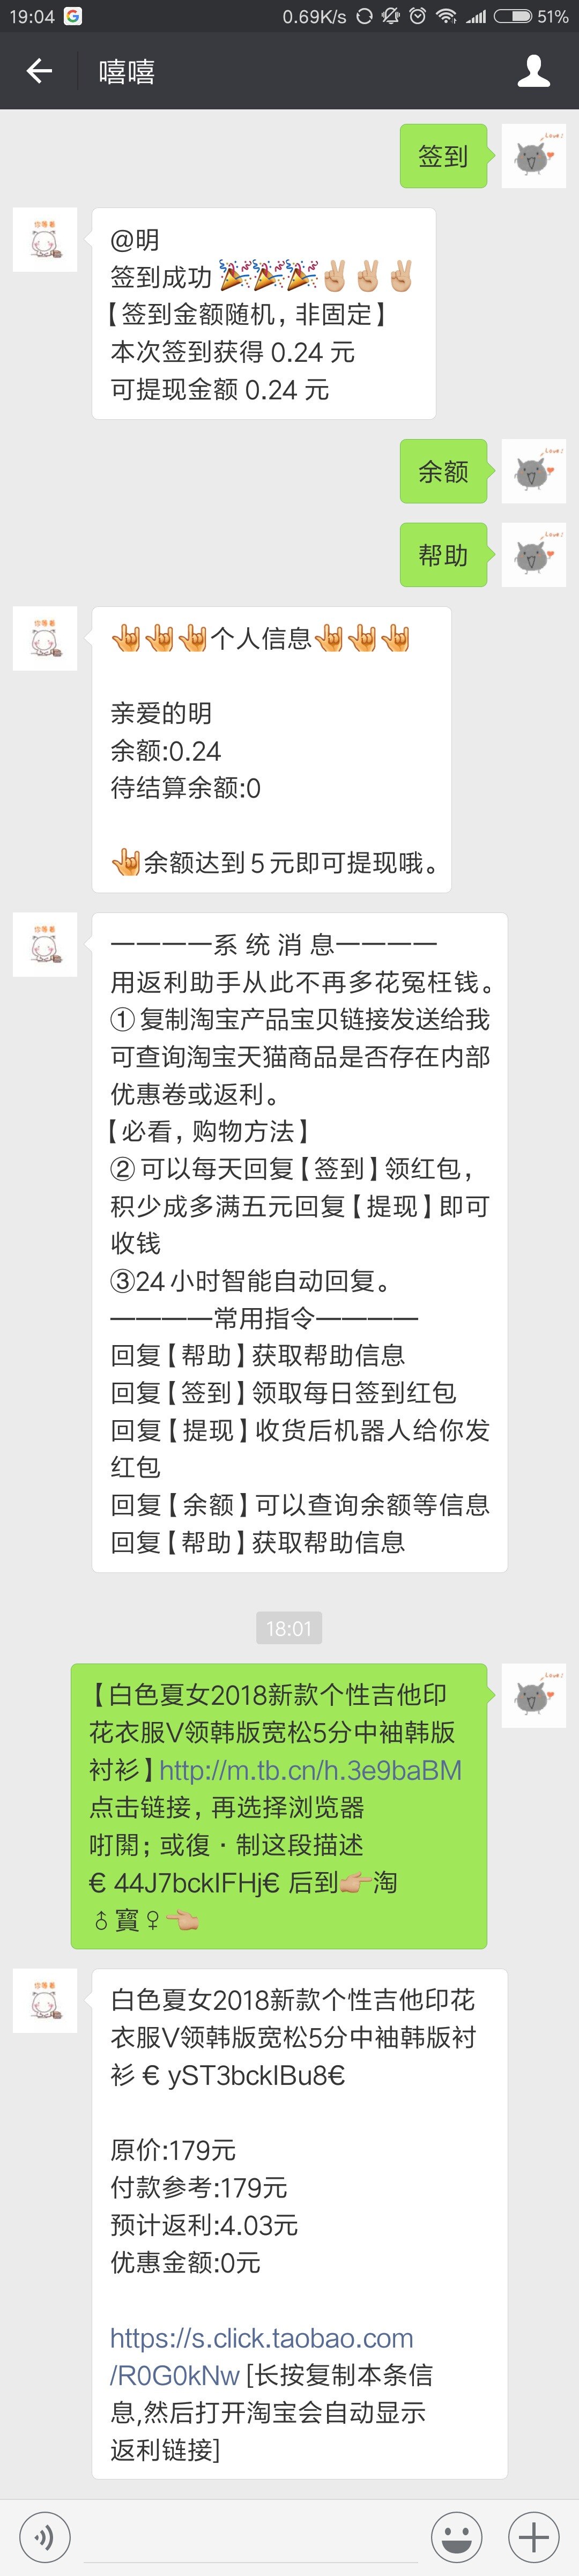 19:04
0.69K/s
51%
嘻嘻
签到
@明
签到成功🎉🎉🎉✌🏼✌🏼✌🏼
【签到金额随机，非固定】
本次签到获得 0.24 元
可提现金额 0.24 元
余额
帮助
🤟🤟🤟个人信息🤟🤟🤟
亲爱的明
余额:0.24
待结算余额:0
🤟余额达到5元即可提现哦。
————系 统 消 息————
用返利助手从此不再多花冤枉钱。
①复制淘宝产品宝贝链接发送给我
可查询淘宝天猫商品是否存在内部
优惠卷或返利。
【必看，购物方法】
②可以每天回复【签到】领红包，
积少成多满五元回复【提现】即可
收钱
③24小时智能自动回复。
————常用指令————
回复【帮助】获取帮助信息
回复【签到】领取每日签到红包
回复【提现】收货后机器人给你发
红包
回复【余额】可以查询余额等信息
回复【帮助】获取帮助信息
18:01
【白色夏女2018新款个性吉他印
花衣服V领韩版宽松5分中袖韩版
衬衫】http://m.tb.cn/h.3e9baBM
点击链接，再选择浏览器
咑閞；或復·制这段描述
€ 44J7bckIFHj€ 后到👉🏼淘
♂寳♀👈🏼
白色夏女2018新款个性吉他印花
衣服V领韩版宽松5分中袖韩版衬
衫 € yST3bckIBu8€
原价:179元
付款参考:179元
预计返利:4.03元
优惠金额:0元
https://s.click.taobao.com
/R0G0kNw [长按复制本条信
息,然后打开淘宝会自动显示
返利链接]